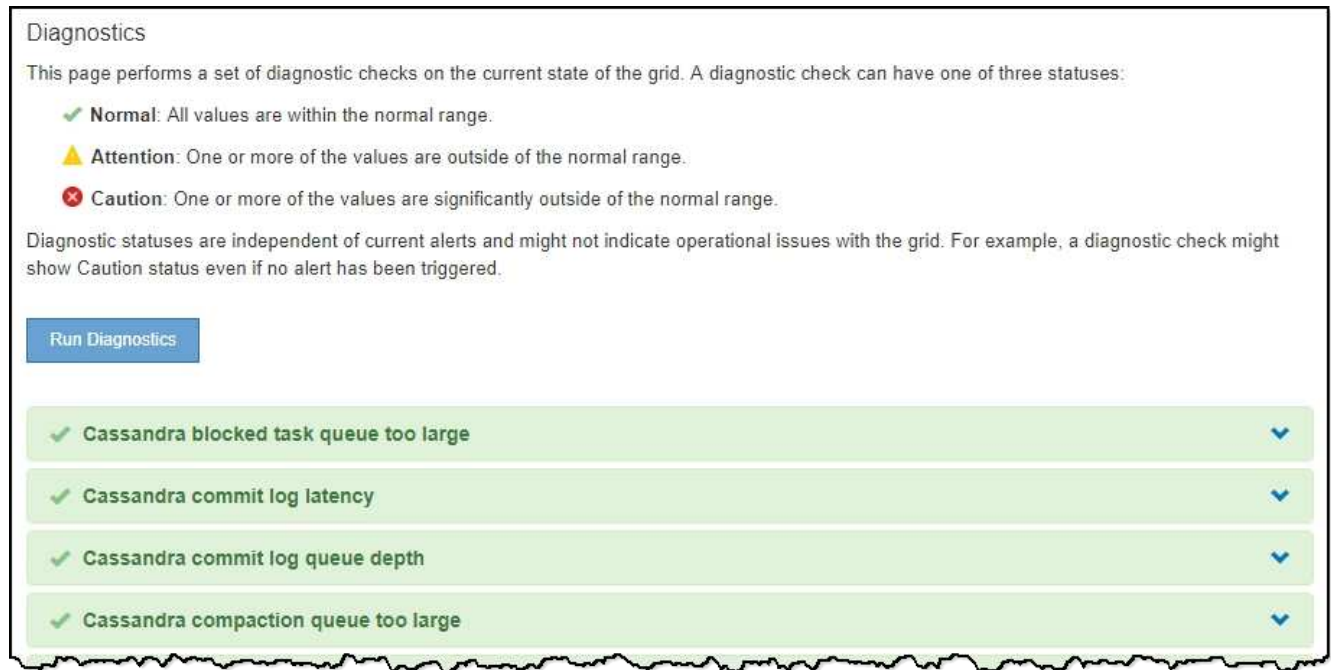 Diagnostics
This page performs a set of diagnostic checks on the current state of the grid. A diagnostic check can have one of three statuses:
Normal: All values are within the normal range.
Attention: One or more of the values are outside of the normal range.
Caution: One or more of the values are significantly outside of the normal range.
Diagnostic statuses are independent of current alerts and might not indicate operational issues with the grid. For example, a diagnostic check might
show Caution status even if no alert has been triggered.
Run Diagnostics
Cassandra blocked task queue too large
Cassandra commit log latency
Cassandra commit log queue depth
Cassandra compaction queue too large